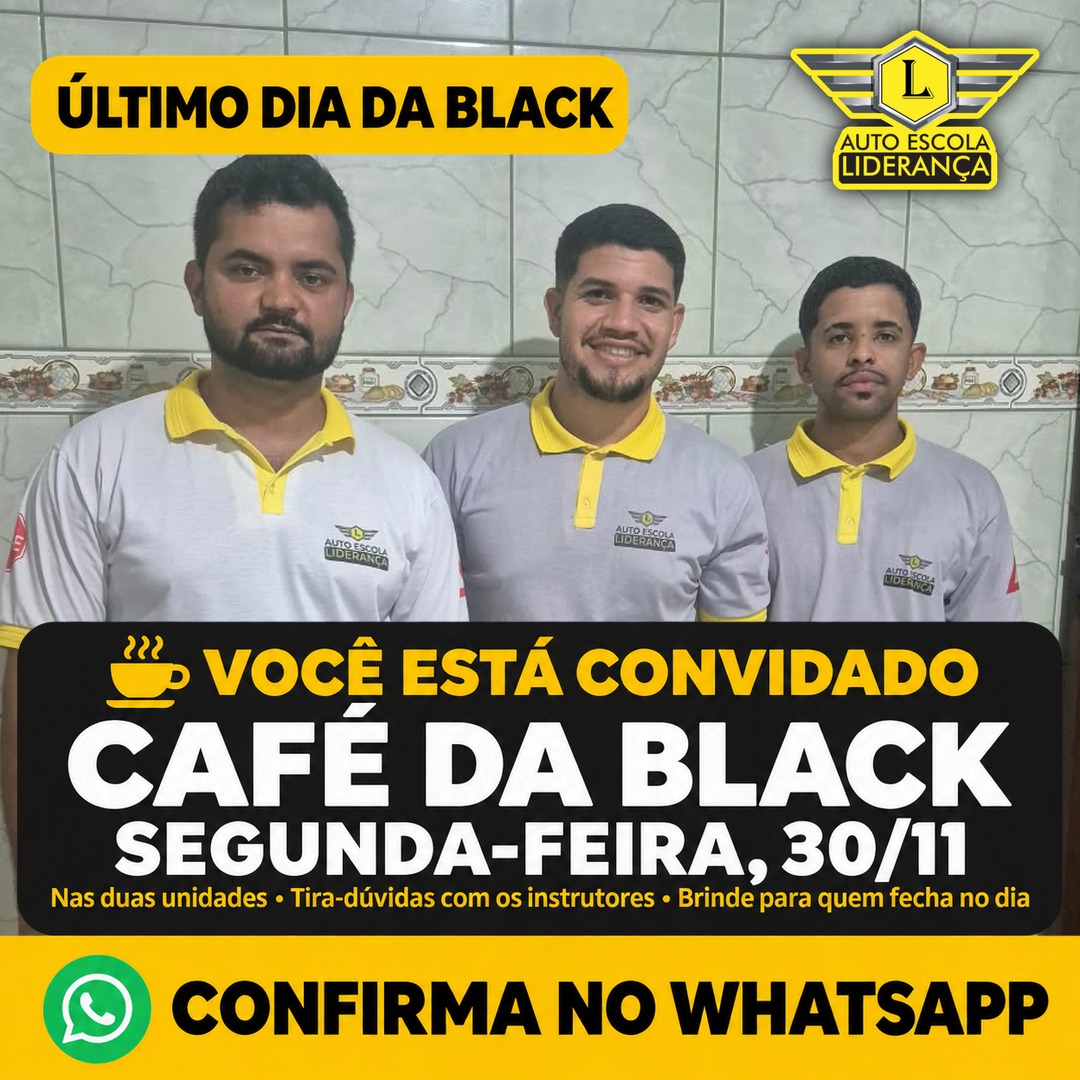 ÚLTIMO DIA DA BLACK
L
AUTO ESCOLA
LIDERANÇA
L
AUTO ESCOLA
LIDERANÇA
L
AUTO ESCOLA
LIDERANÇA
L
AUTO ESCOLA
LIDERANÇA
VOCÊ ESTÁ CONVIDADO
CAFÉ DA BLACK
SEGUNDA-FEIRA, 30/11
Nas duas unidades • Tira-dúvidas com os instrutores • Brinde para quem fecha no dia
CONFIRMA NO WHATSAPP